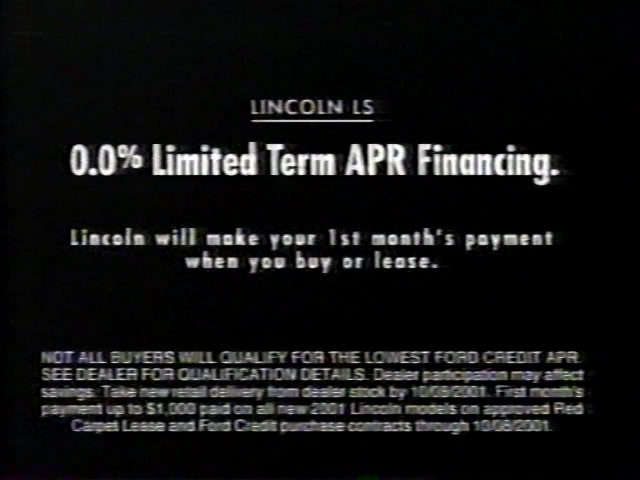 LINCOLN LS
0.0% Limited Term APR Financing.
Lincoln will make your 1st month's payment
when you buy or lease.
NOT ALL BUYERS WILL QUALIFY FOR THE LOWEST FORD CREDIT APR.
SEE DEALER FOR QUALIFICATION DETAILS. Dealer participation may affect
savings. Take new retail delivery from dealer stock by 10/08/2001. First month's
payment up to $1,000 paid on all new 2001 Lincoln models on approved Red
Carpet Lease and Ford Credit purchase contracts through 10/08/2001.